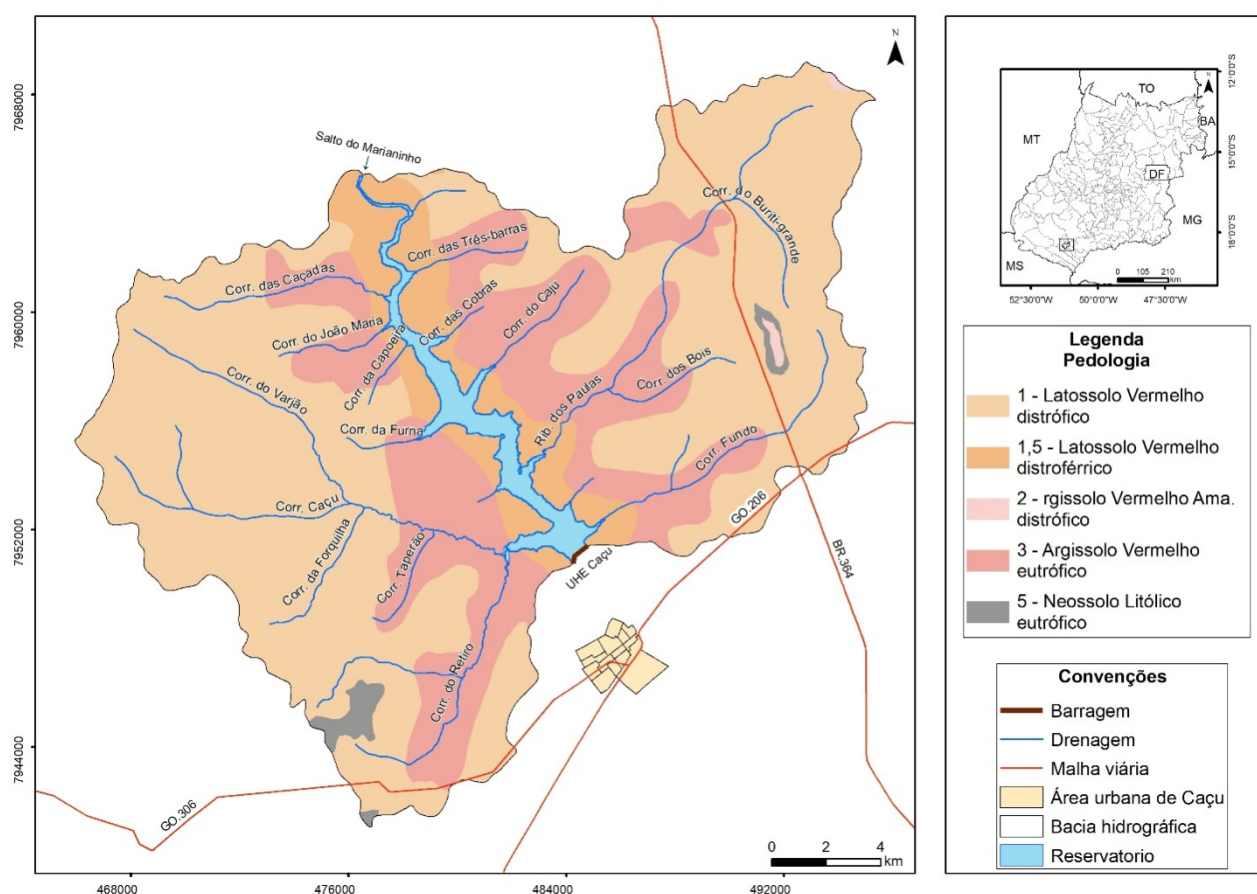 N
7968000
7960000
7952000
7944000
468000
476000
484000
492000
Salto do Marianinho
Corr. do Buriti-grande
Corr. das Três-barras
Corr. das Caçadas
Corr. das Cobras
Corr. do Caju
Corr. do João Maria
Corr. da Capoeira
Corr. do Varjão
Rib. dos Paulas
Corr. dos Bois
Corr. da Furna
Corr. Fundo
Corr. Caçu
GO.206
Corr. da Forquilha
Corr. Taperão
UHE Caçu
BR.364
Corr. do Retiro
GO.306
0 2 4
km
N
TO
BA
MT
DF
MG
MS
12°0'0"S
15°0'0"S
18°0'0"S
0 105 210
km
52°30'0"W
50°0'0"W
47°30'0"W
Legenda
Pedologia
1 - Latossolo Vermelho
distrófico
1,5 - Latossolo Vermelho
distroférrico
2 - rgissolo Vermelho Ama.
distrófico
3 - Argissolo Vermelho
eutrófico
5 - Neossolo Litólico
eutrófico
Convenções
Barragem
Drenagem
Malha viária
Área urbana de Caçu
Bacia hidrográfica
Reservatorio